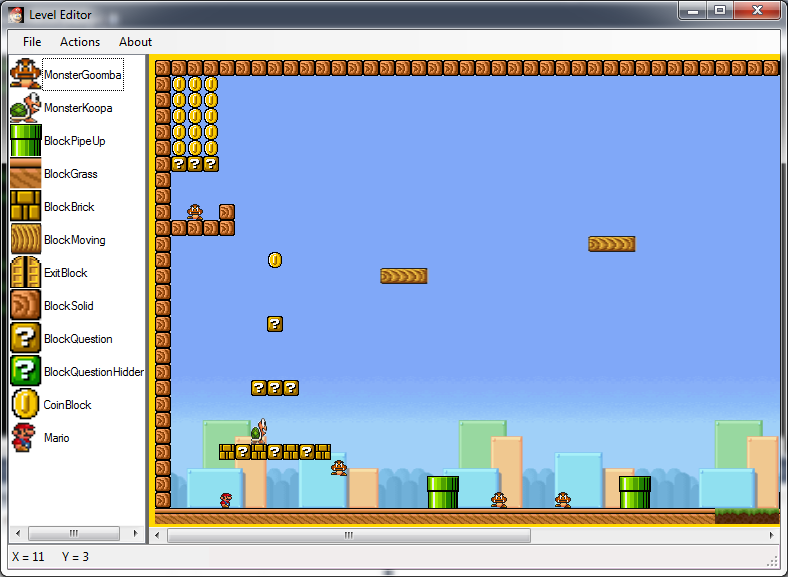 Level Editor
File Actions About
MonsterGoomba
MonsterKoopa
BlockPipeUp
BlockGrass
BlockBrick
BlockMoving
ExitBlock
BlockSolid
BlockQuestion
BlockQuestionHidden
CoinBlock
Mario
X = 11 Y = 3